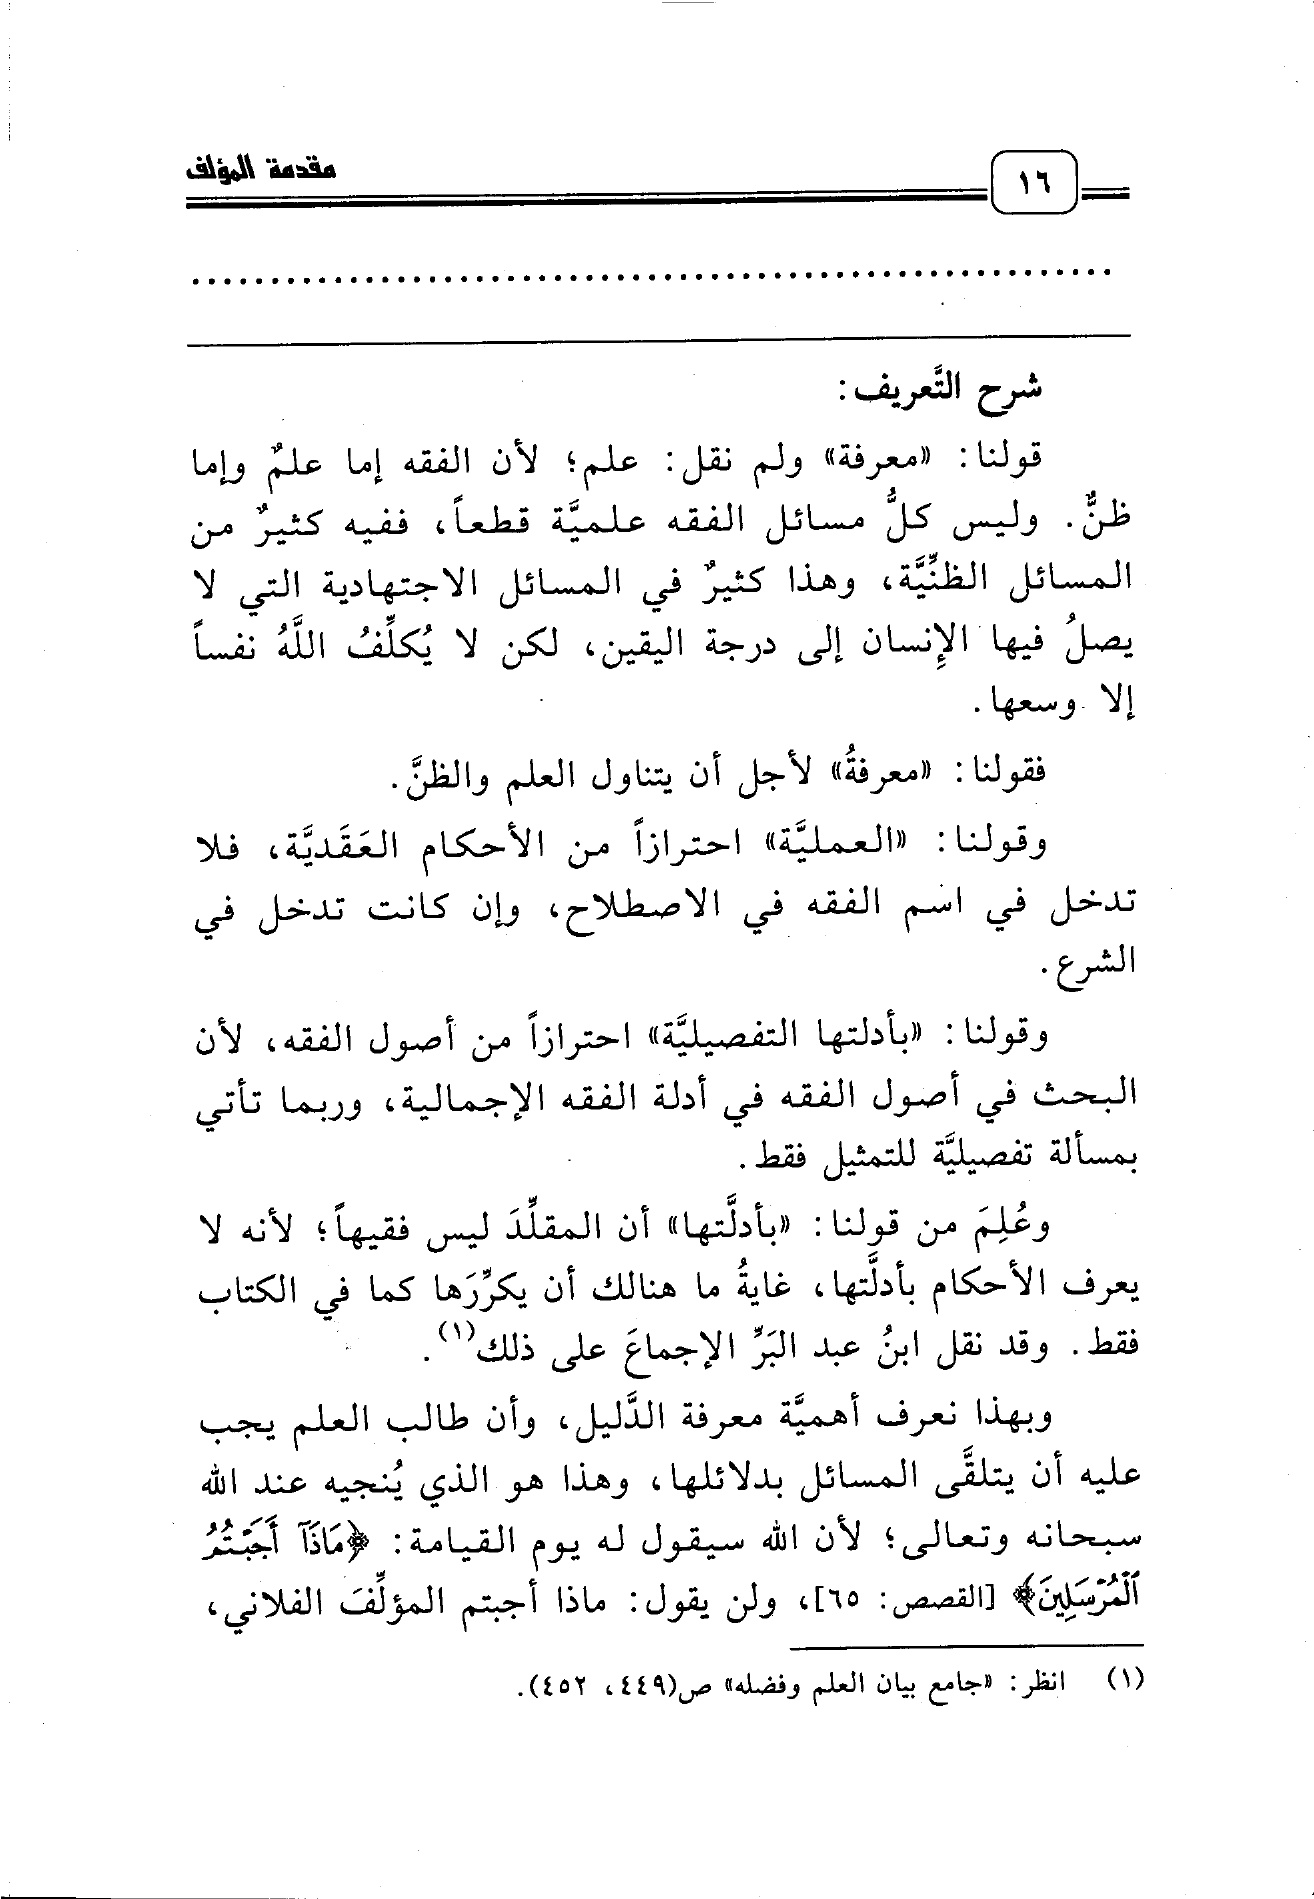 ١٦
مقدمة المؤلف
شرح التَّعريف:
قولنا: «معرفة» ولم نقل: علم؛ لأن الفقه إما علمٌ وإما
ظنٌّ. وليس كلُّ مسائل الفقه علميَّة قطعاً، ففيه كثيرٌ من
المسائل الظنِّيَّة، وهذا كثيرٌ في المسائل الاجتهادية التي لا
يصلُ فيها الإِنسان إلى درجة اليقين، لكن لا يُكلِّفُ اللَّهُ نفساً
إلا وسعها.
فقولنا: «معرفةُ» لأجل أن يتناول العلم والظنَّ.
وقولنا: «العمليَّة» احترازاً من الأحكام العَقَديَّة، فلا
تدخل في اسم الفقه في الاصطلاح، وإن كانت تدخل في
الشرع.
وقولنا: «بأدلتها التفصيليَّة» احترازاً من أصول الفقه، لأن
البحث في أصول الفقه في أدلة الفقه الإجمالية، وربما تأتي
بمسألة تفصيليَّة للتمثيل فقط.
وعُلِمَ من قولنا: «بأدلَّتها» أن المقلِّدَ ليس فقيهاً؛ لأنه لا
يعرف الأحكام بأدلَّتها، غايةُ ما هنالك أن يكرِّرَها كما في الكتاب
فقط. وقد نقل ابنُ عبد البَرِّ الإجماعَ على ذلك(١).
وبهذا نعرف أهميَّة معرفة الدَّليل، وأن طالب العلم يجب
عليه أن يتلقَّى المسائل بدلائلها، وهذا هو الذي يُنجيه عند الله
سبحانه وتعالى؛ لأن الله سيقول له يوم القيامة: ﴿مَاذَآ أَجَبْتُمُ
ٱلْمُرْسَلِينَ﴾ [القصص: ٦٥]، ولن يقول: ماذا أجبتم المؤلِّفَ الفلاني،
(١) انظر: «جامع بيان العلم وفضله» ص(٤٤٩، ٤٥٢).